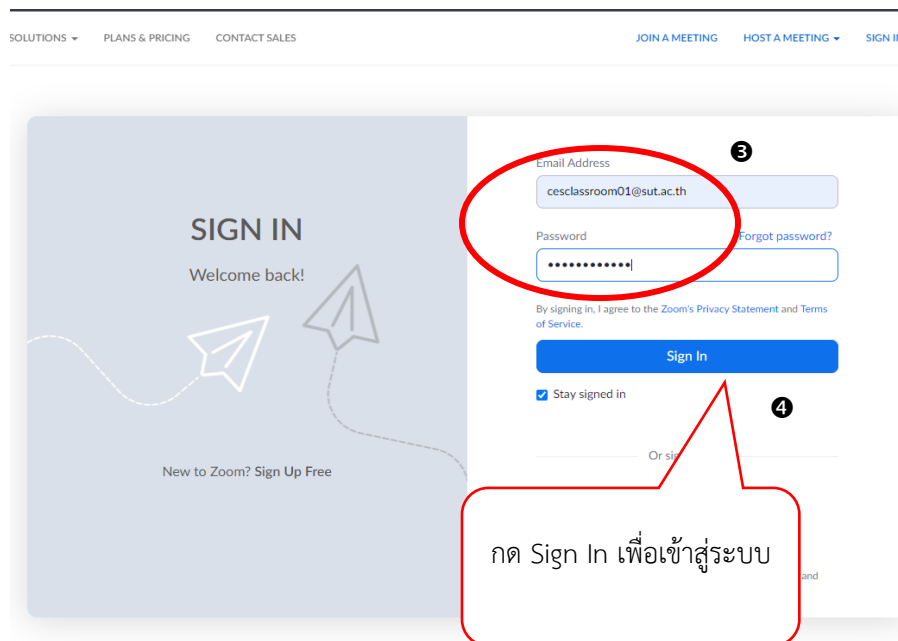 SOLUTIONS PLANS & PRICING CONTACT SALES JOIN A MEETING HOST A MEETING SIGN IN
❸
Email Address
cesclassroom01@sut.ac.th
SIGN IN
Password Forgot password?
Welcome back!
••••••••••••
By signing in, I agree to the Zoom's Privacy Statement and Terms
of Service.
Sign In
Stay signed in
❹
Or
New to Zoom? Sign Up Free
กด Sign In เพื่อเข้าสู่ระบบ
and